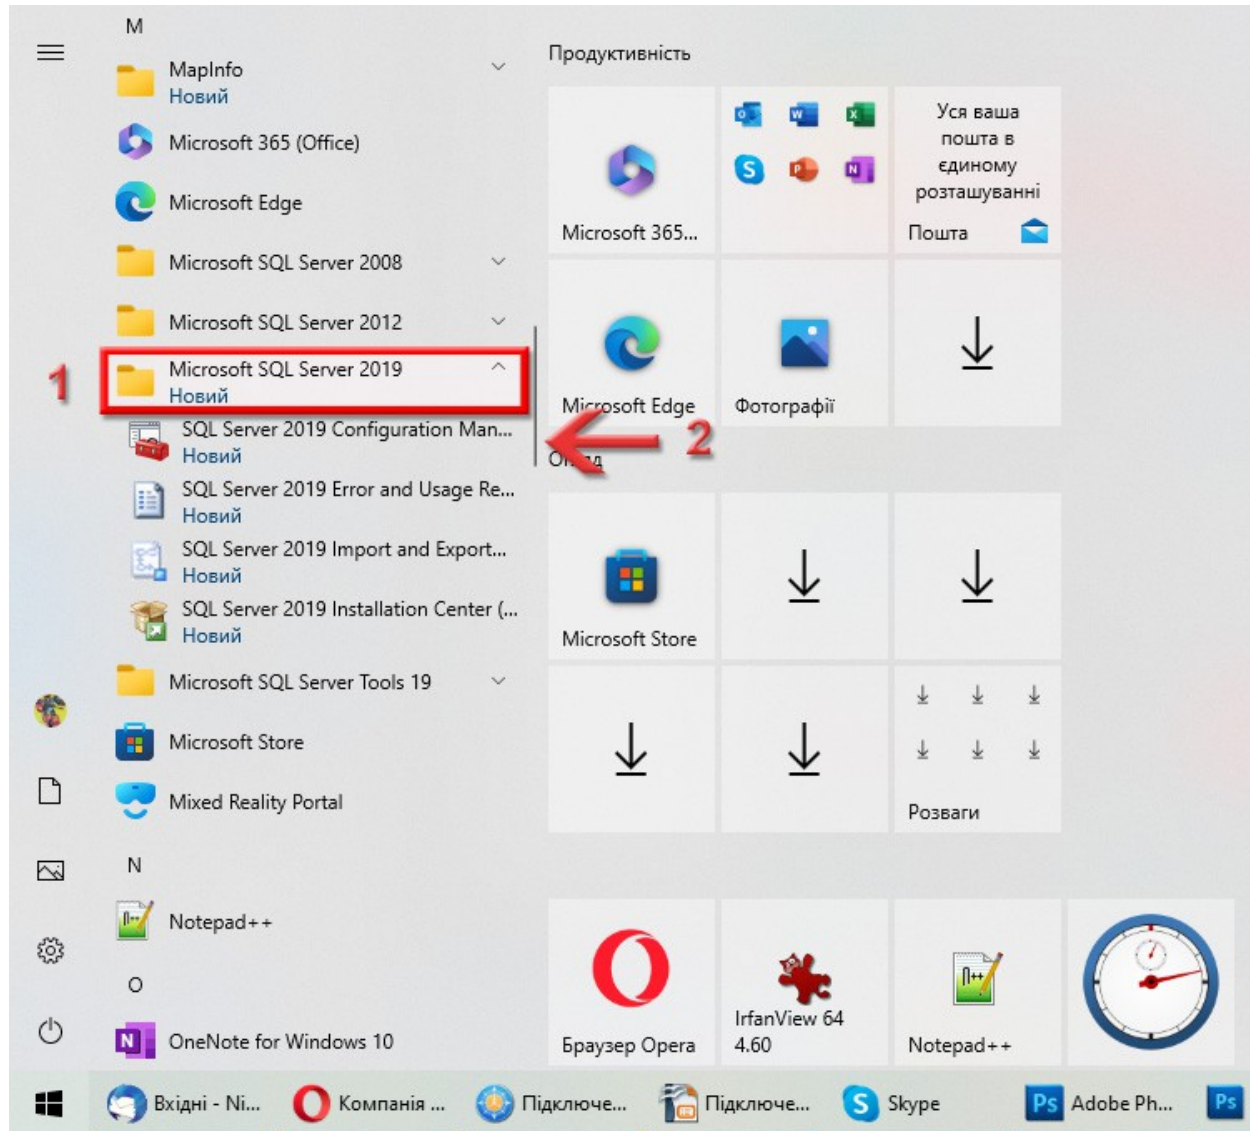 M
MapInfo
Новий
Microsoft 365 (Office)
Microsoft Edge
Microsoft SQL Server 2008
Microsoft SQL Server 2012
1
Microsoft SQL Server 2019
Новий
SQL Server 2019 Configuration Man...
Новий
2
SQL Server 2019 Error and Usage Re...
Новий
SQL Server 2019 Import and Export...
Новий
SQL Server 2019 Installation Center (...
Новий
Microsoft SQL Server Tools 19
Microsoft Store
Mixed Reality Portal
N
Notepad++
O
OneNote for Windows 10
Продуктивність
Microsoft 365...
Уся ваша
пошта в
єдиному
розташуванні
Пошта
Microsoft Edge
Фотографії
Microsoft Store
Розваги
Браузер Opera
IrfanView 64
4.60
Notepad++
Вхідні - Ni...
Компанія ...
Підключе...
Підключе...
Skype
Adobe Ph...